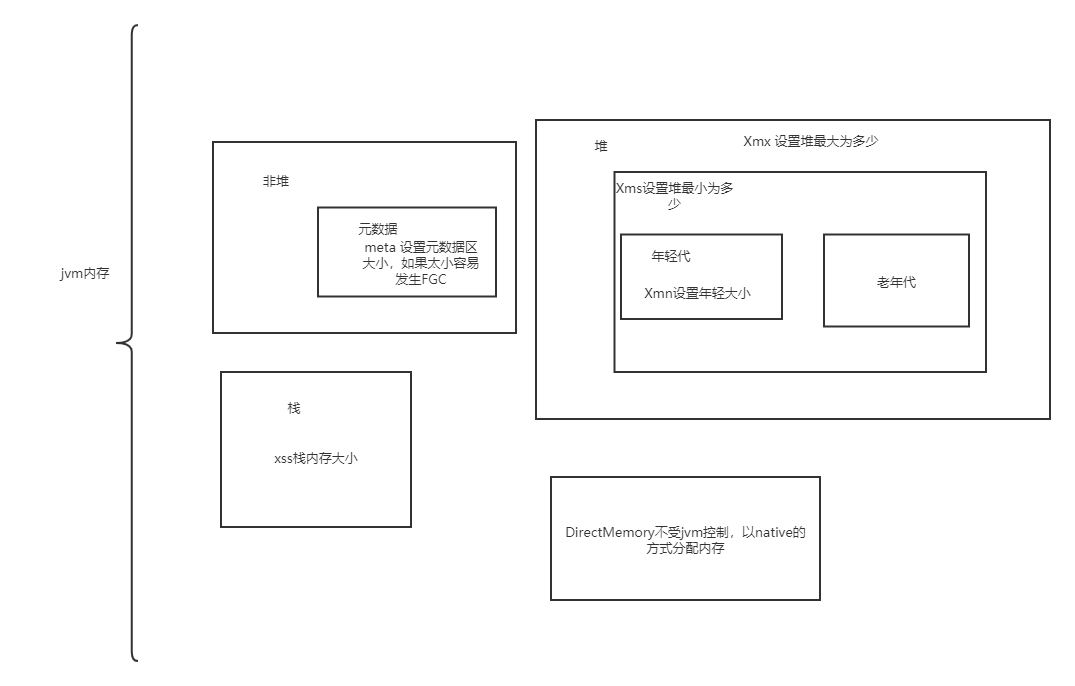 jvm内存
非堆
元数据
meta 设置元数据区
大小，如果太小容易
发生FGC
堆
Xmx 设置堆最大为多少
Xms设置堆最小为多
少
年轻代
Xmn设置年轻大小
老年代
栈
xss栈内存大小
DirectMemory不受jvm控制，以native的
方式分配内存